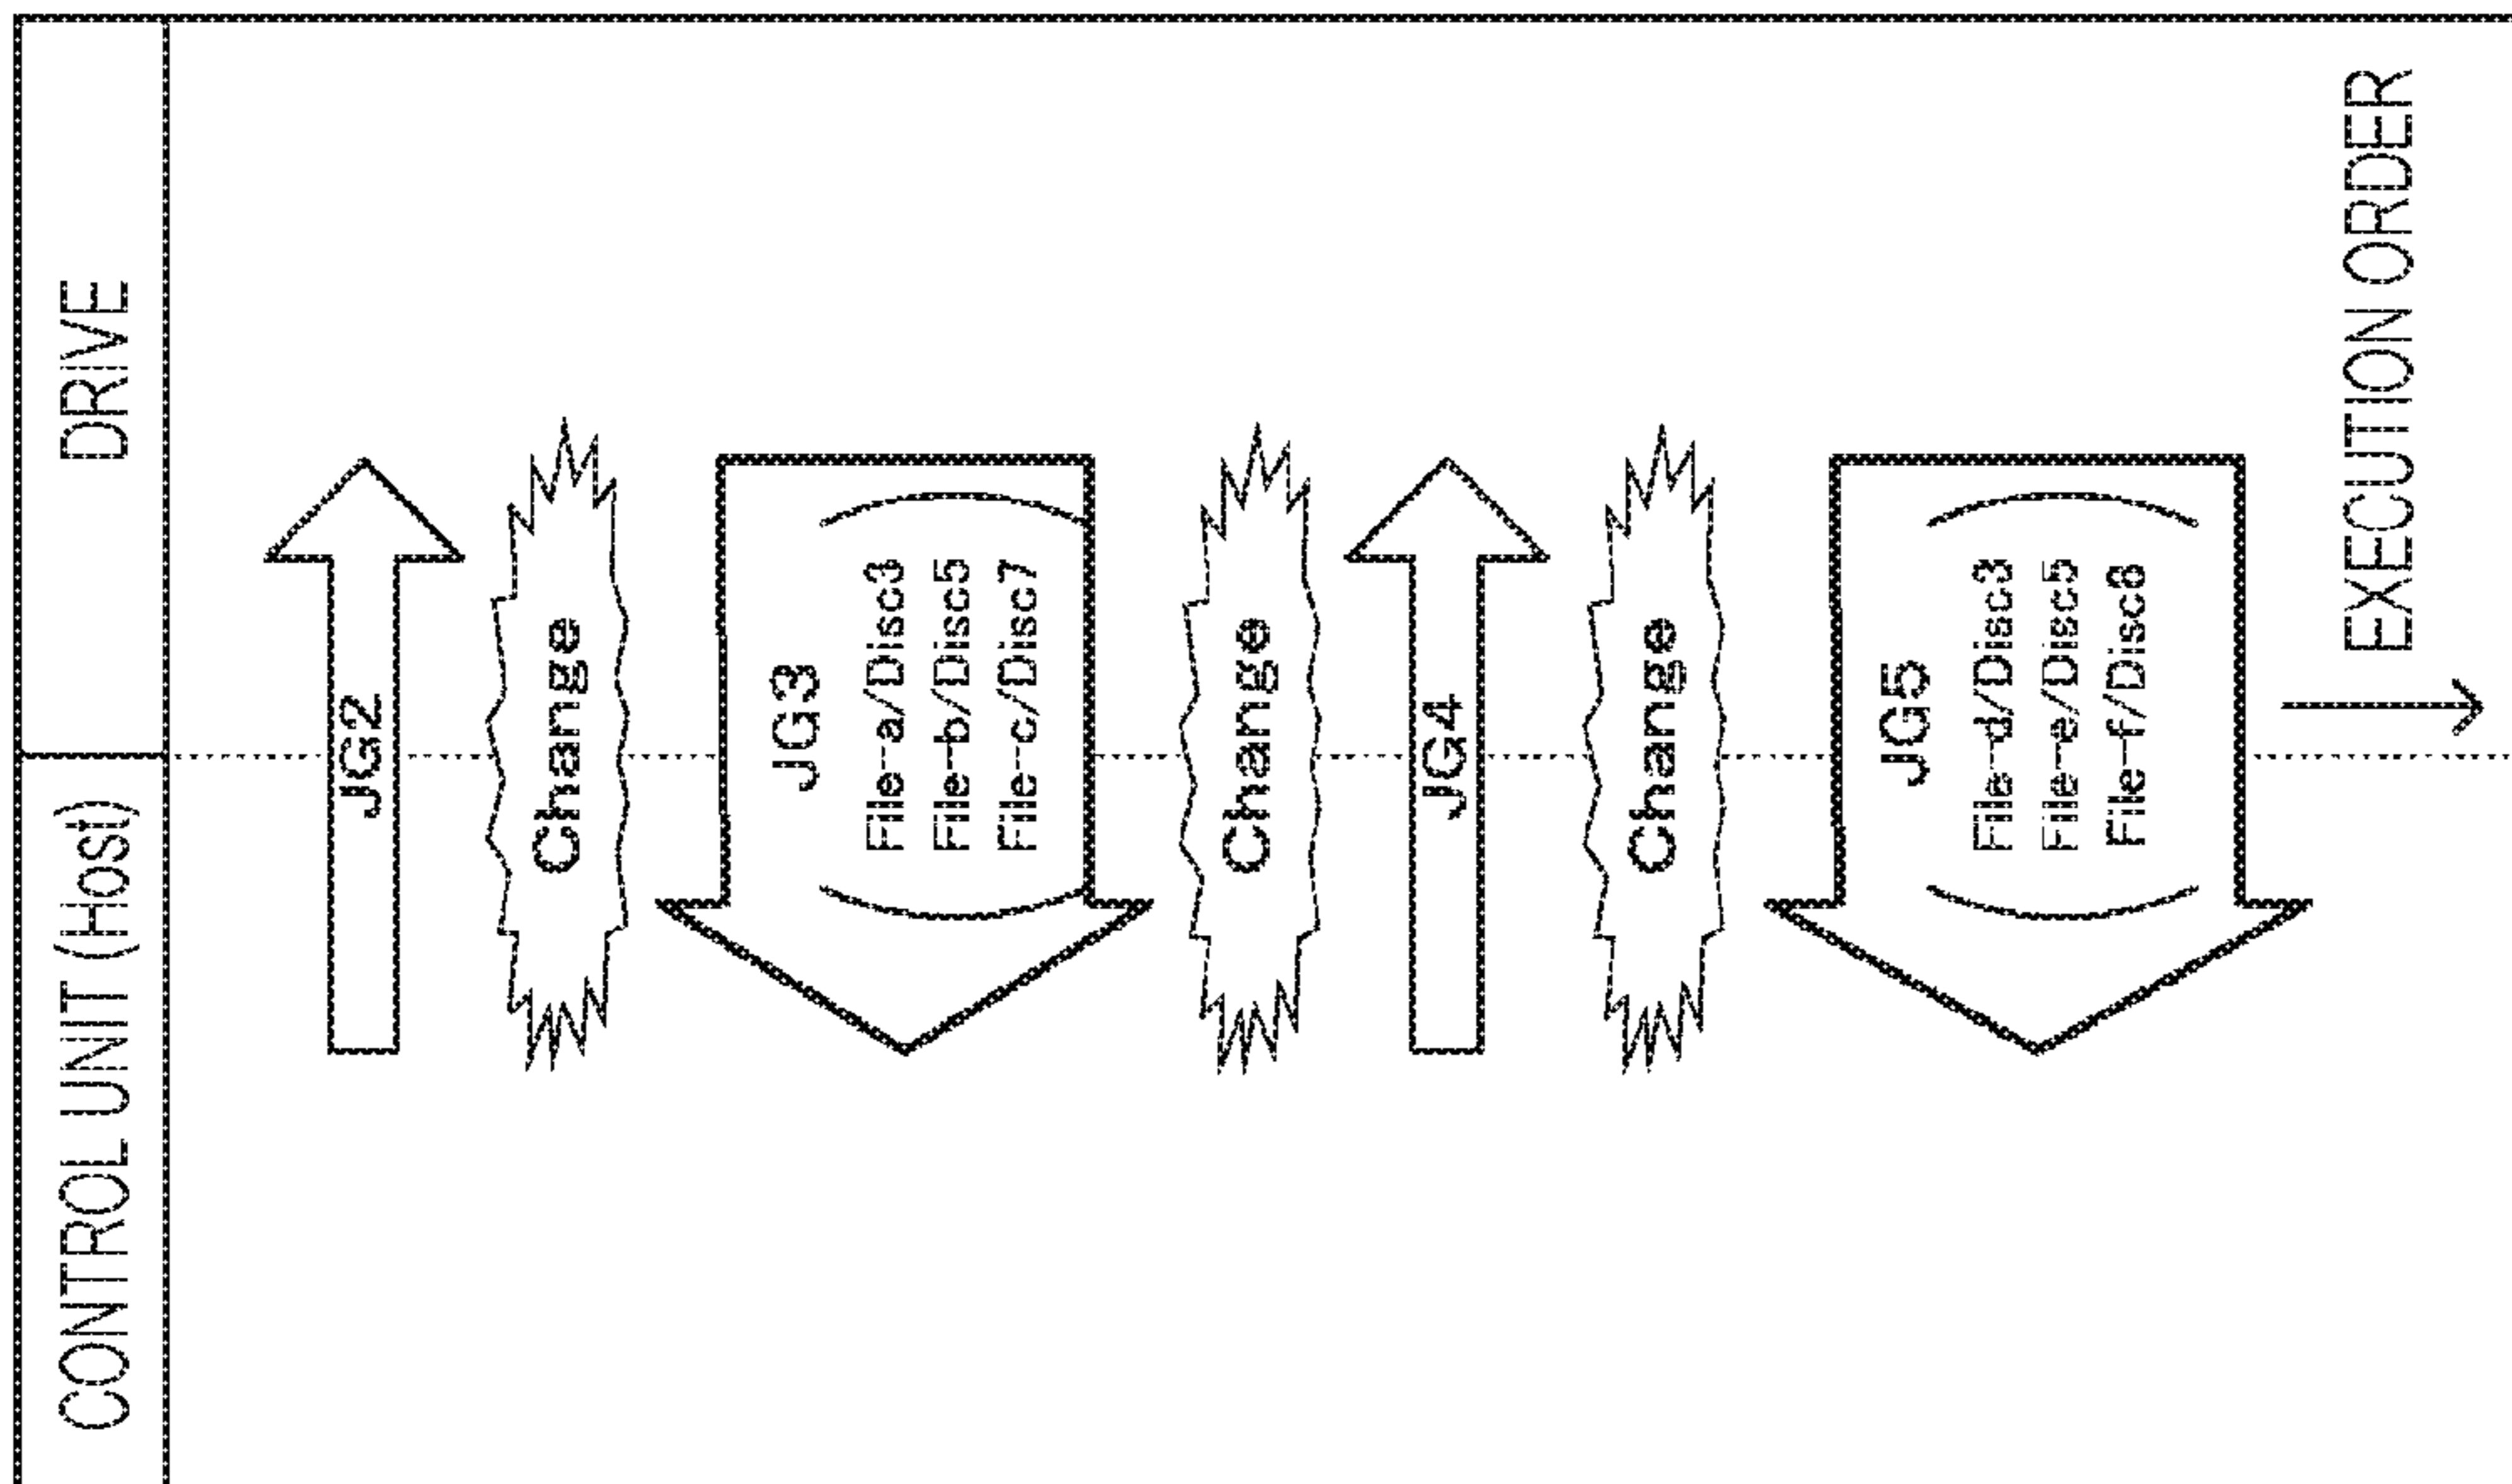 CONTROL UNIT (Host)
DRIVE
JG2
Change
JG3
File-a/Disc3
File-b/Disc5
File-c/Disc7
Change
JG4
Change
JG5
File-d/Disc3
File-e/Disc5
File-f/Disc8
EXECUTION ORDER